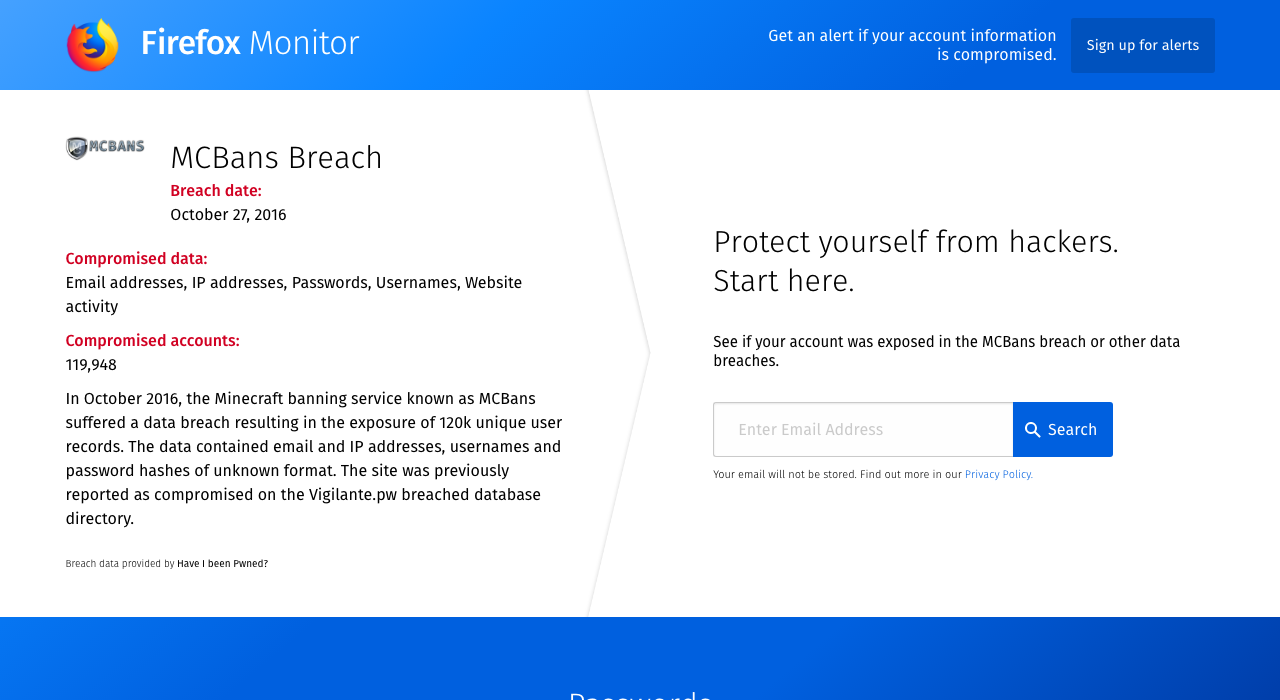 Firefox Monitor
Get an alert if your account information
is compromised.
Sign up for alerts
MCBANS
MCBans Breach
Breach date:
October 27, 2016
Compromised data:
Email addresses, IP addresses, Passwords, Usernames, Website
activity
Compromised accounts:
119,948
In October 2016, the Minecraft banning service known as MCBans
suffered a data breach resulting in the exposure of 120k unique user
records. The data contained email and IP addresses, usernames and
password hashes of unknown format. The site was previously
reported as compromised on the Vigilante.pw breached database
directory.
Breach data provided by Have I been Pwned?
Protect yourself from hackers.
Start here.
See if your account was exposed in the MCBans breach or other data
breaches.
Enter Email Address
Search
Your email will not be stored. Find out more in our Privacy Policy.
Passwords